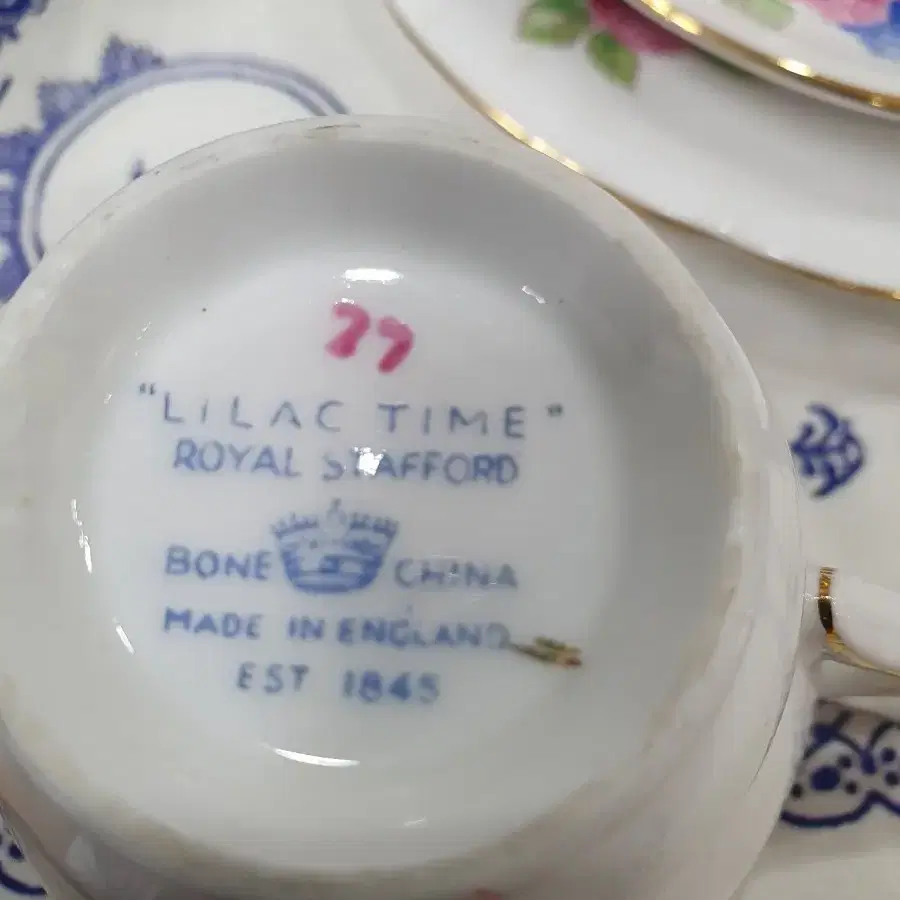 77
"LILAC TIME"
ROYAL STAFFORD
BONE CHINA
MADE IN ENGLAND
EST 1845